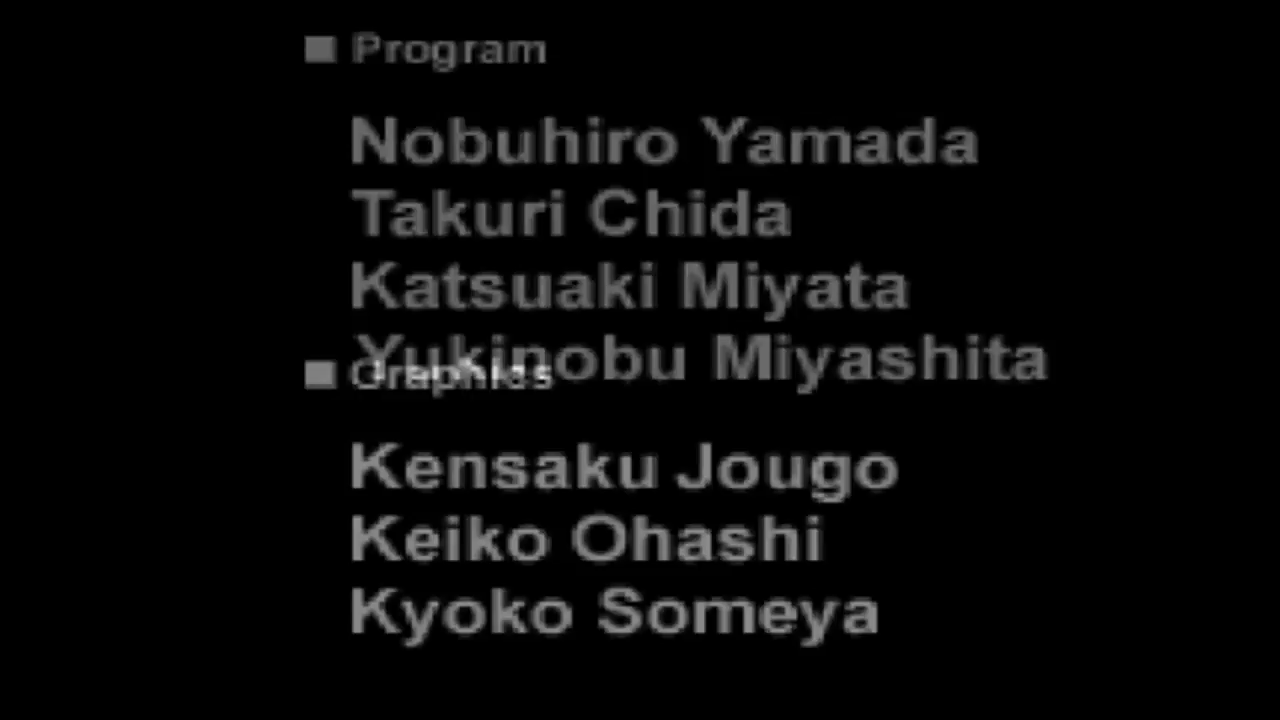 ■ Program
Nobuhiro Yamada
Takuri Chida
Katsuaki Miyata
Yukinobu Miyashita
■ Graphics
Kensaku Jougo
Keiko Ohashi
Kyoko Someya